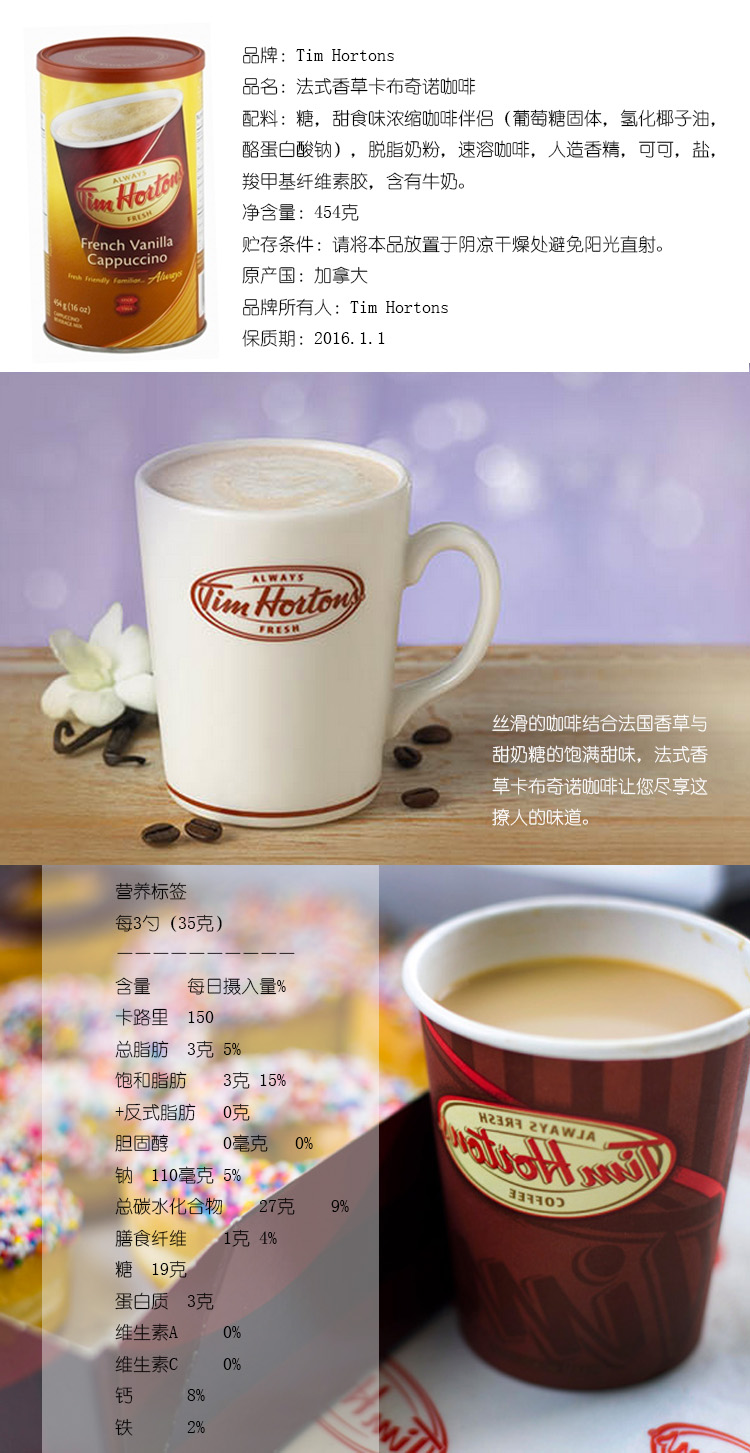 品牌: Tim Hortons
品名: 法式香草卡布奇诺咖啡
配料: 糖, 甜食味浓缩咖啡伴侣 (葡萄糖固体, 氢化椰子油,
酪蛋白酸钠), 脱脂奶粉, 速溶咖啡, 人造香精, 可可, 盐,
羧甲基纤维素胶, 含有牛奶。
净含量: 454克
贮存条件: 请将本品放置于阴凉干燥处避免阳光直射。
原产国: 加拿大
品牌所有人: Tim Hortons
保质期: 2016.1.1
ALWAYS
Tim Hortons
FRESH
French Vanilla
Cappuccino
Fresh Friendly Familiar... Always
454 g (16 oz)
CAPPUCCINO
BEVERAGE MIX
ALWAYS
Tim Hortons
FRESH
丝滑的咖啡结合法国香草与
甜奶糖的饱满甜味, 法式香
草卡布奇诺咖啡让您尽享这
撩人的味道。
营养标签
每3勺 (35克)
——————————
含量 每日摄入量%
卡路里 150
总脂肪 3克 5%
饱和脂肪 3克 15%
+反式脂肪 0克
胆固醇 0毫克 0%
钠 110毫克 5%
总碳水化合物 27克 9%
膳食纤维 1克 4%
糖 19克
蛋白质 3克
维生素A 0%
维生素C 0%
钙 8%
铁 2%
ALWAYS FRESH
Tim Hortons
COFFEE
Tim Hortons